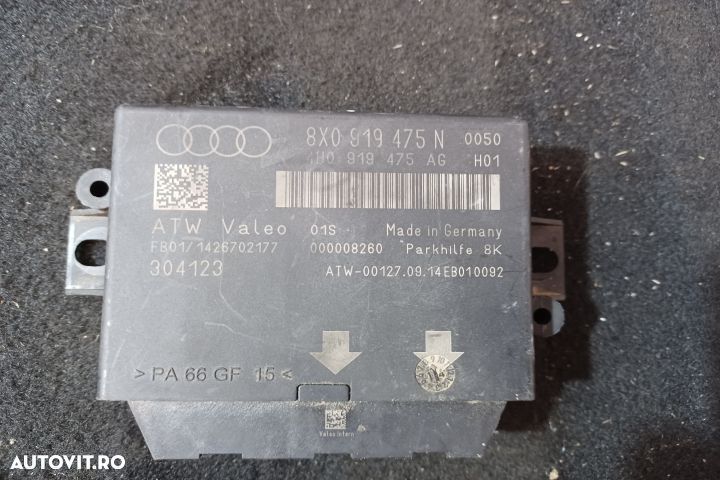 8X0 919 475 N 0050
4H0 919 475 AG H01
ATW Valeo 01S Made in Germany
FB01/1426702177 000008260 Parkhilfe 8K
304123 ATW-00127.09.14EB010092
>PA 66 GF 15<
Valeo Intern
AUTOVIT.RO